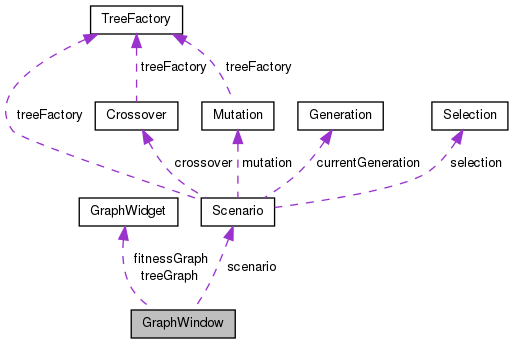 TreeFactory
treeFactory
treeFactory
treeFactory
Crossover
Mutation
Generation
Selection
crossover
mutation
currentGeneration
selection
GraphWidget
Scenario
fitnessGraph
treeGraph
scenario
GraphWindow